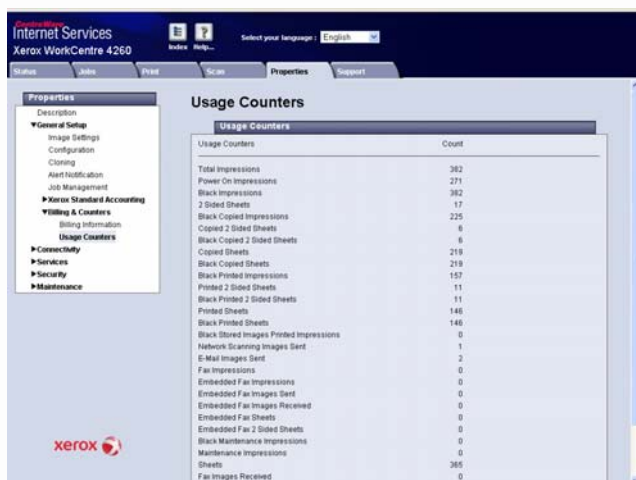 CentreWare
Internet Services
Xerox WorkCentre 4260
Index Help...
Select your language : English
Status Jobs Print Scan Properties Support
Properties
Description
General Setup
Image Settings
Configuration
Cloning
Alert Notification
Job Management
Xerox Standard Accounting
Billing & Counters
Billing Information
Usage Counters
Connectivity
Services
Security
Maintenance
xerox
Usage Counters
Usage Counters
Usage Counters Count
Total Impressions 382
Power On Impressions 271
Black Impressions 382
2 Sided Sheets 17
Black Copied Impressions 225
Copied 2 Sided Sheets 6
Black Copied 2 Sided Sheets 6
Copied Sheets 219
Black Copied Sheets 219
Black Printed Impressions 157
Printed 2 Sided Sheets 11
Black Printed 2 Sided Sheets 11
Printed Sheets 146
Black Printed Sheets 146
Black Stored Images Printed Impressions 0
Network Scanning Images Sent 1
E-Mail Images Sent 2
Fax Impressions 0
Embedded Fax Impressions 0
Embedded Fax Images Sent 0
Embedded Fax Images Received 0
Embedded Fax Sheets 0
Embedded Fax 2 Sided Sheets 0
Black Maintenance Impressions 0
Maintenance Impressions 0
Sheets 365
Fax Images Received 0